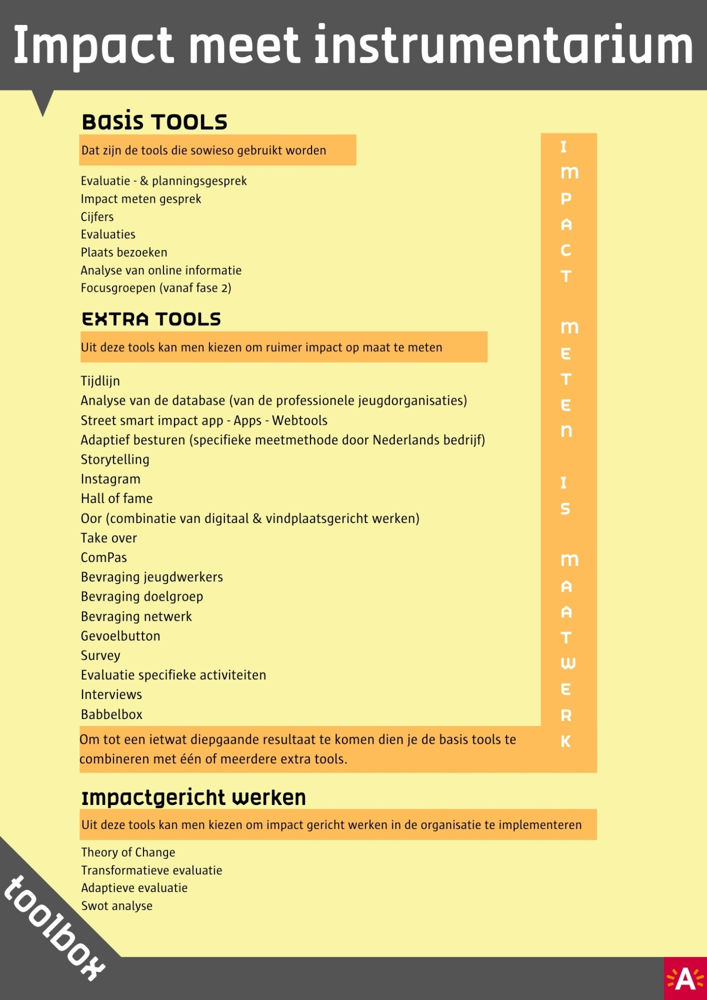 Impact meet instrumentarium
Basis TOOLS
Dat zijn de tools die sowieso gebruikt worden
Evaluatie - & planningsgesprek
Impact meten gesprek
Cijfers
Evaluaties
Plaats bezoeken
Analyse van online informatie
Focusgroepen (vanaf fase 2)
EXTRA TOOLS
Uit deze tools kan men kiezen om ruimer impact op maat te meten
Tijdlijn
Analyse van de database (van de professionele jeugdorganisaties)
Street smart impact app - Apps - Webtools
Adaptief besturen (specifieke meetmethode door Nederlands bedrijf)
Storytelling
Instagram
Hall of fame
Oor (combinatie van digitaal & vindplaatsgericht werken)
Take over
ComPas
Bevraging jeugdwerkers
Bevraging doelgroep
Bevraging netwerk
Gevoelbutton
Survey
Evaluatie specifieke activiteiten
Interviews
Babbelbox
Om tot een ietwat diepgaande resultaat te komen dien je de basis tools te
combineren met één of meerdere extra tools.
ImPACT mETEn IS mAATWERK
Impactgericht werken
Uit deze tools kan men kiezen om impact gericht werken in de organisatie te implementeren
Theory of Change
Transformatieve evaluatie
Adaptieve evaluatie
Swot analyse
toolbox
A